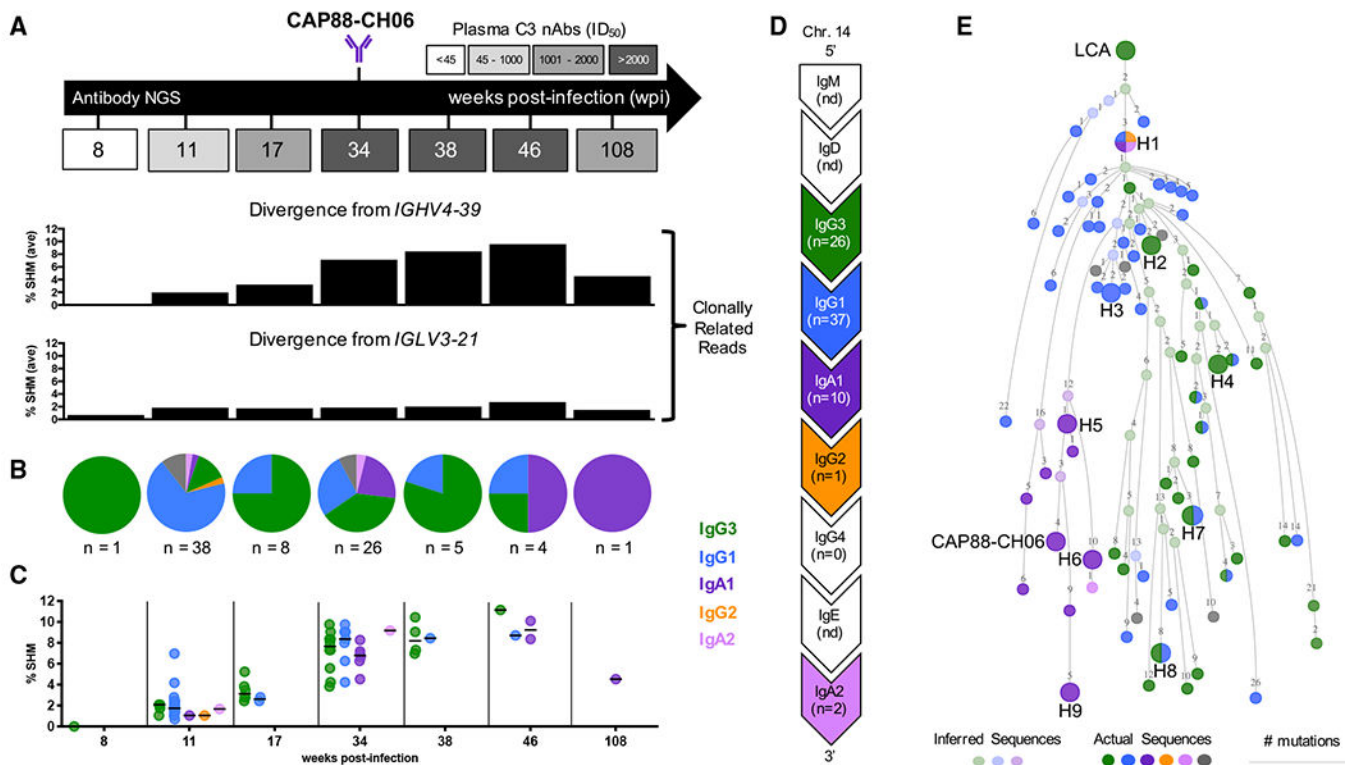 A
CAP88-CH06
Plasma C3 nAbs (ID50)
<45 45 - 1000 1001 - 2000 >2000
Antibody NGS weeks post-infection (wpi)
8 11 17 34 38 46 108
Divergence from IGHV4-39
% SHM (ave)
12
10
8
6
4
2
0
Divergence from IGLV3-21
% SHM (ave)
12
10
8
6
4
2
0
Clonally
Related
Reads
B
n = 1 n = 38 n = 8 n = 26 n = 5 n = 4 n = 1
IgG3
IgG1
IgA1
IgG2
IgA2
C
% SHM
12
10
8
6
4
2
0
8 11 17 34 38 46 108
weeks post-infection
D
Chr. 14
5'
IgM
(nd)
IgD
(nd)
IgG3
(n=26)
IgG1
(n=37)
IgA1
(n=10)
IgG2
(n=1)
IgG4
(n=0)
IgE
(nd)
IgA2
(n=2)
3'
E
LCA
H1
H2
H3
H4
H5
H7
CAP88-CH06
H6
H8
H9
Inferred Sequences Actual Sequences # mutations